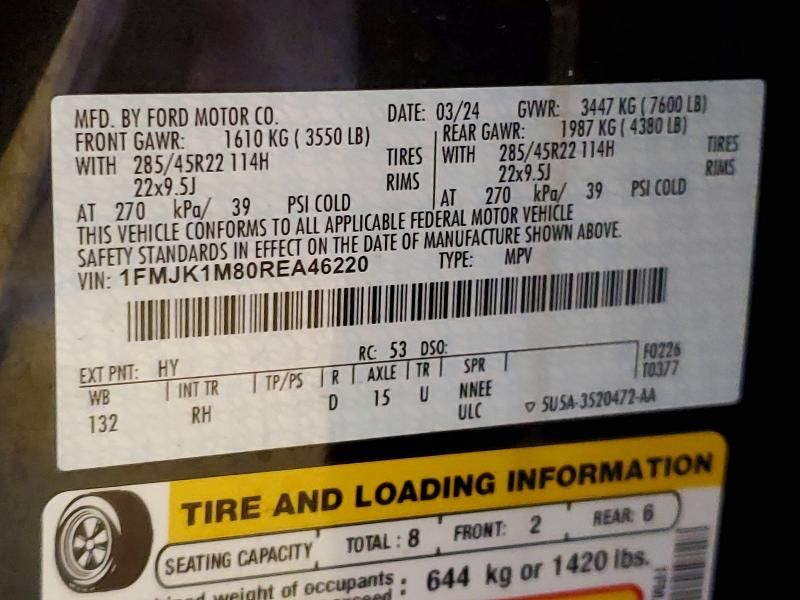 MFD. BY FORD MOTOR CO. DATE: 03/24 GVWR: 3447 KG ( 7600 LB)
FRONT GAWR: 1610 KG ( 3550 LB) REAR GAWR: 1987 KG ( 4380 LB)
WITH 285/45R22 114H TIRES WITH 285/45R22 114H TIRES
22x9.5J RIMS 22x9.5J RIMS
AT 270 kPa/ 39 PSI COLD AT 270 kPa/ 39 PSI COLD
THIS VEHICLE CONFORMS TO ALL APPLICABLE FEDERAL MOTOR VEHICLE
SAFETY STANDARDS IN EFFECT ON THE DATE OF MANUFACTURE SHOWN ABOVE.
VIN: 1FMJK1M80REA46220 TYPE: MPV
EXT PNT: HY RC: 53 DSO: F0226
WB INT TR TP/PS R AXLE TR SPR T0377
132 RH D 15 U NNEE
ULC ▽ SU5A-3520472-AA
TIRE AND LOADING INFORMATION
SEATING CAPACITY TOTAL : 8 FRONT: 2 REAR: 6
weight of occupants : 644 kg or 1420 lbs.